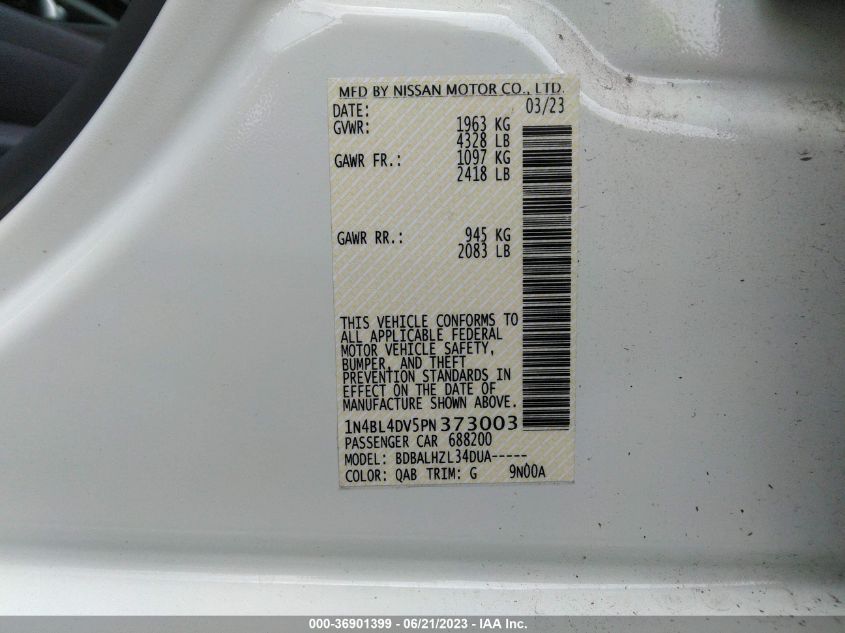 MFD BY NISSAN MOTOR CO., LTD.
DATE: 03/23
GVWR: 1963 KG
4328 LB
GAWR FR.: 1097 KG
2418 LB
GAWR RR.: 945 KG
2083 LB
THIS VEHICLE CONFORMS TO
ALL APPLICABLE FEDERAL
MOTOR VEHICLE SAFETY,
BUMPER, AND THEFT
PREVENTION STANDARDS IN
EFFECT ON THE DATE OF
MANUFACTURE SHOWN ABOVE.
1N4BL4DV5PN373003
PASSENGER CAR 688200
MODEL: BDBALHZL34DUA-----
COLOR: QAB TRIM: G 9N00A
000-36901399 - 06/21/2023 - IAA Inc.